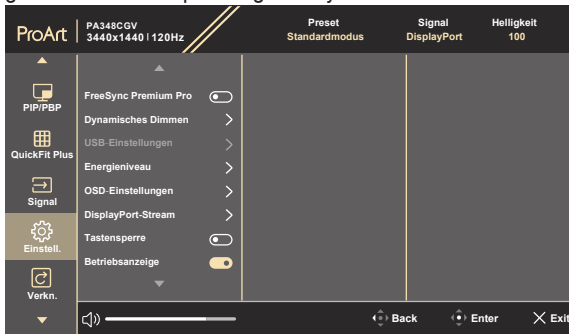 ProArt
PA348CGV
3440x1440 120Hz
Preset
Standardmodus
Signal
DisplayPort
Helligkeit
100
PIP/PBP
QuickFit Plus
Signal
Einstell.
Verkn.
FreeSync Premium Pro
Dynamisches Dimmen
USB-Einstellungen
Energieniveau
OSD-Einstellungen
DisplayPort-Stream
Tastensperre
Betriebsanzeige
Back
Enter
Exit